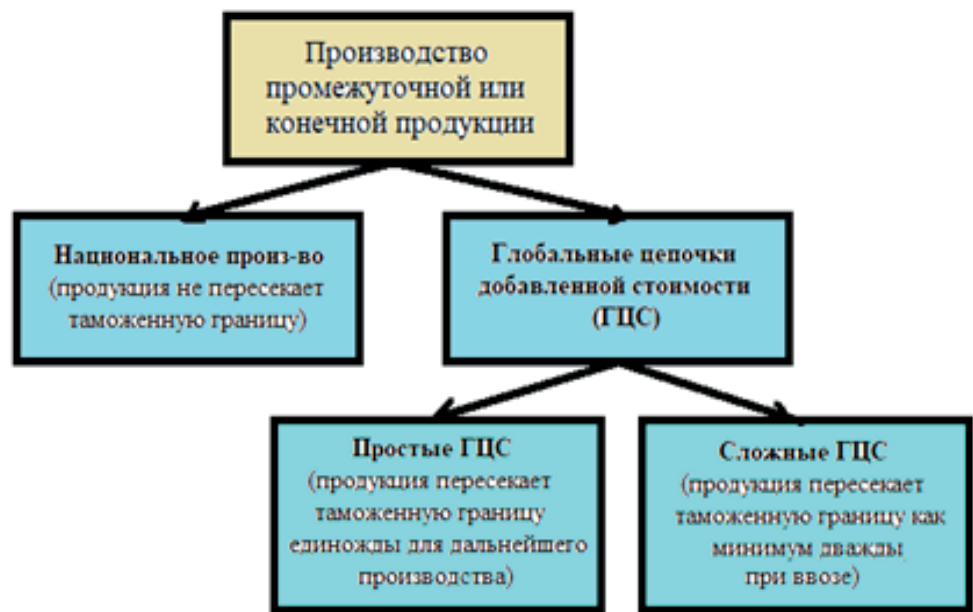 Производство
промежуточной или
конечной продукции
Национальное произ-во
(продукция не пересекает
таможенную границу)
Глобальные цепочки
добавленной стоимости
(ГЦС)
Простые ГЦС
(продукция пересекает
таможенную границу
единожды для дальнейшего
производства)
Сложные ГЦС
(продукция пересекает
таможенную границу как
минимум дважды
при ввозе)